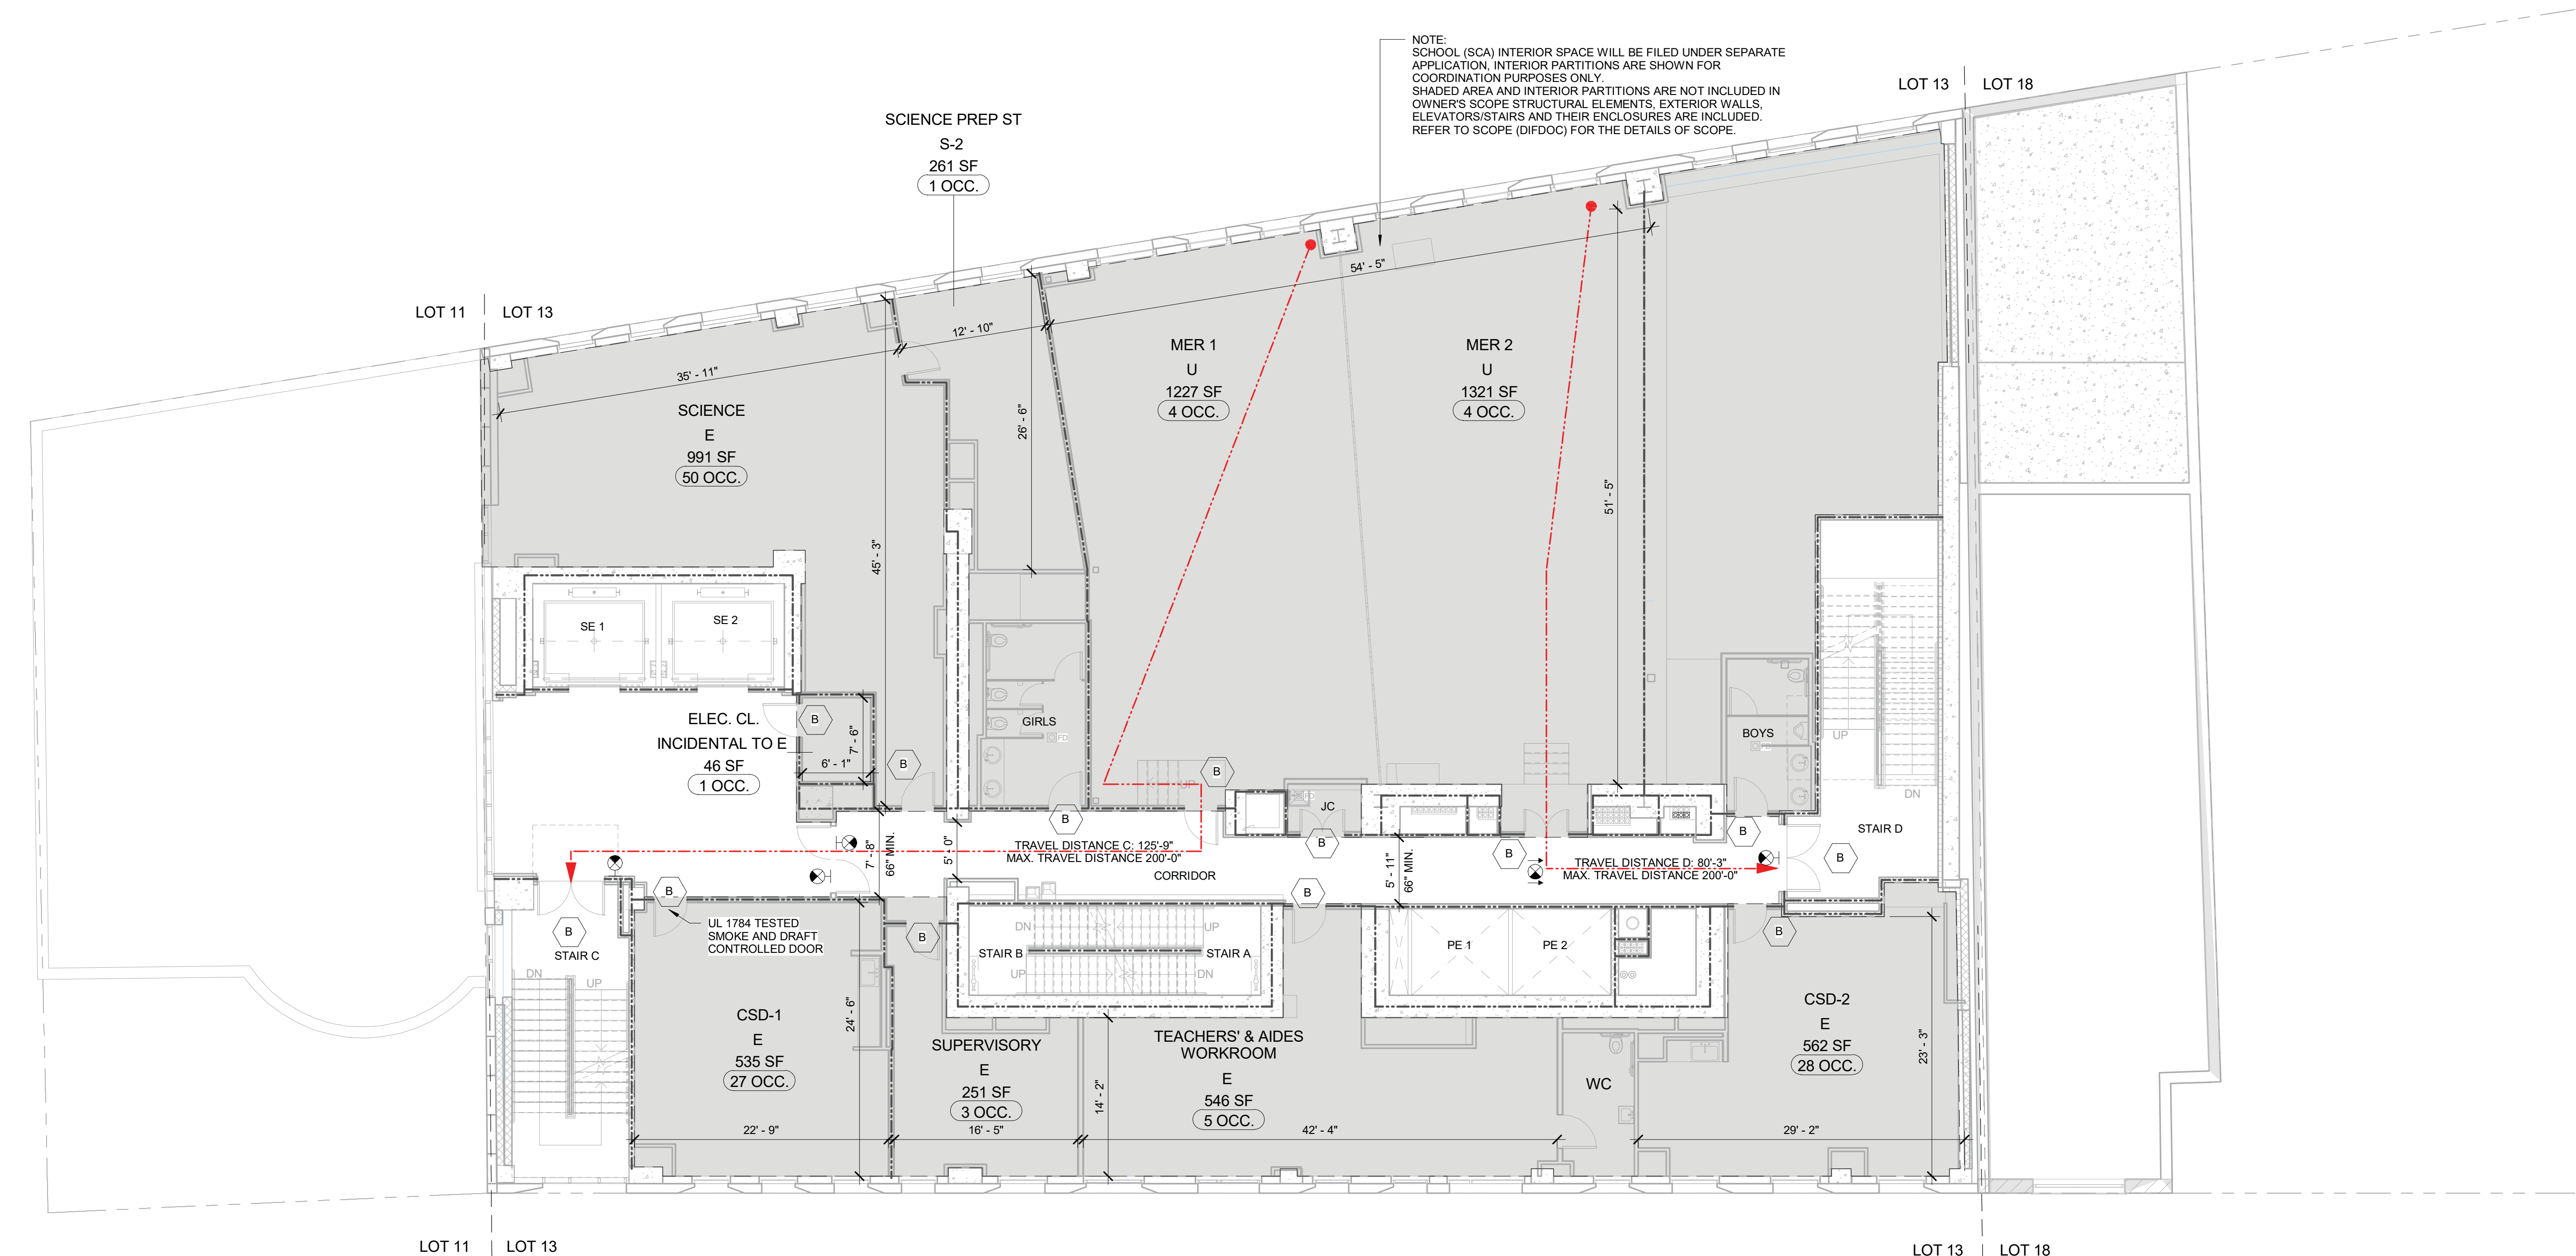 NOTE:
SCHOOL (SCA) INTERIOR SPACE WILL BE FILED UNDER SEPARATE
APPLICATION, INTERIOR PARTITIONS ARE SHOWN FOR
COORDINATION PURPOSES ONLY.
SHADED AREA AND INTERIOR PARTITIONS ARE NOT INCLUDED IN
OWNER'S SCOPE STRUCTURAL ELEMENTS, EXTERIOR WALLS,
ELEVATORS/STAIRS AND THEIR ENCLOSURES ARE INCLUDED.
REFER TO SCOPE (DIFDOC) FOR THE DETAILS OF SCOPE.
LOT 13
LOT 18
SCIENCE PREP ST
S-2
261 SF
1 OCC.
LOT 11
LOT 13
54' - 5"
12' - 10"
35' - 11"
SCIENCE
E
991 SF
50 OCC.
26' - 6"
MER 1
U
1227 SF
4 OCC.
MER 2
U
1321 SF
4 OCC.
51' - 5"
45' - 3"
SE 1
SE 2
ELEC. CL.
INCIDENTAL TO E
46 SF
1 OCC.
B
7' - 6"
6' - 1"
B
GIRLS
FD
B
UP
B
FD
JC
B
BOYS
FD
B
UP
DN
STAIR D
B
7' - 8"
66" MIN.
5' - 0"
TRAVEL DISTANCE C: 125'-9"
MAX. TRAVEL DISTANCE 200'-0"
CORRIDOR
5' - 11"
66" MIN.
B
TRAVEL DISTANCE D: 80'-3"
MAX. TRAVEL DISTANCE 200'-0"
B
B
UL 1784 TESTED
SMOKE AND DRAFT
CONTROLLED DOOR
B
STAIR C
DN
UP
B
DN
UP
STAIR B
STAIR A
UP
DN
PE 1
PE 2
B
CSD-1
E
535 SF
27 OCC.
24' - 6"
SUPERVISORY
E
251 SF
3 OCC.
14' - 2"
TEACHERS' & AIDES
WORKROOM
E
546 SF
5 OCC.
WC
CSD-2
E
562 SF
28 OCC.
23' - 3"
22' - 9"
16' - 5"
42' - 4"
29' - 2"
LOT 11
LOT 13
LOT 13
LOT 18